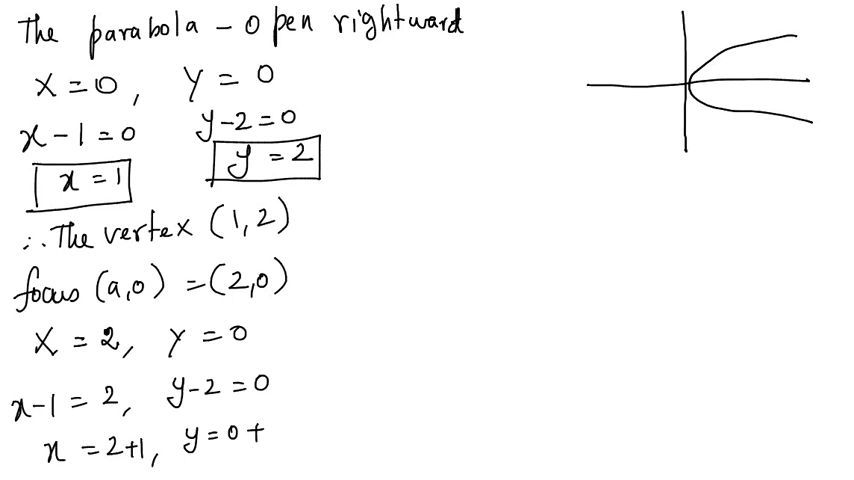 The parabola - Open rightward
X = 0, Y = 0
x - 1 = 0 y - 2 = 0
x = 1 y = 2
∴ The vertex (1, 2)
focus (a, 0) = (2, 0)
X = 2, Y = 0
x - 1 = 2, y - 2 = 0
x = 2 + 1, y = 0 +